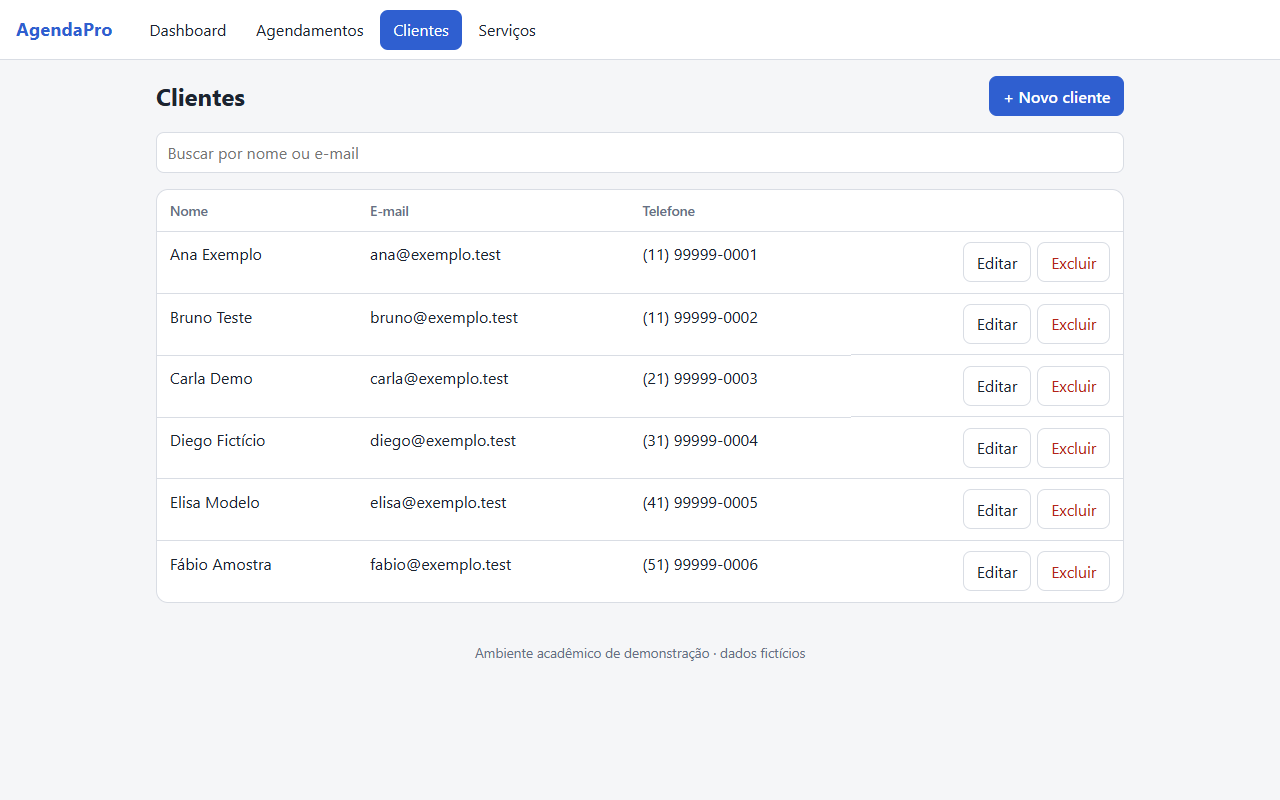 AgendaPro Dashboard Agendamentos Clientes Serviços
Clientes + Novo cliente
Buscar por nome ou e-mail
Nome E-mail Telefone
Ana Exemplo ana@exemplo.test (11) 99999-0001 Editar Excluir
Bruno Teste bruno@exemplo.test (11) 99999-0002 Editar Excluir
Carla Demo carla@exemplo.test (21) 99999-0003 Editar Excluir
Diego Fictício diego@exemplo.test (31) 99999-0004 Editar Excluir
Elisa Modelo elisa@exemplo.test (41) 99999-0005 Editar Excluir
Fábio Amostra fabio@exemplo.test (51) 99999-0006 Editar Excluir
Ambiente acadêmico de demonstração · dados fictícios